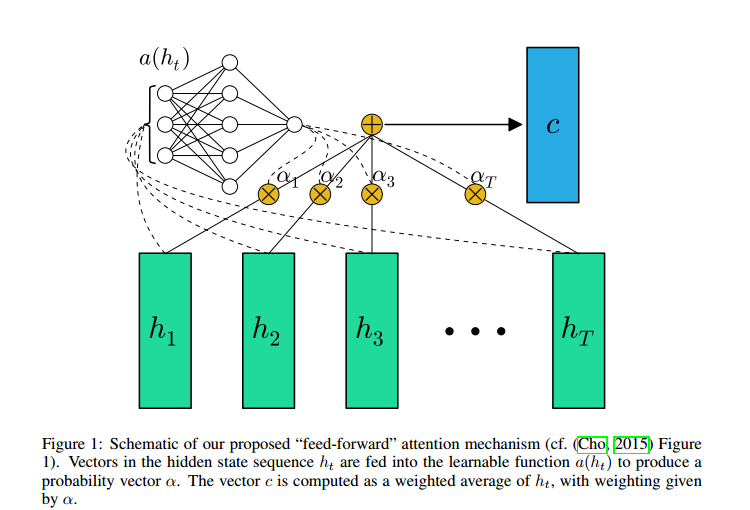 a(h_t)
c
α_1 α_2 α_3 α_T
h_1 h_2 h_3 • • • h_T
Figure 1: Schematic of our proposed “feed-forward” attention mechanism (cf. (Cho, 2015) Figure
1). Vectors in the hidden state sequence h_t are fed into the learnable function a(h_t) to produce a
probability vector α. The vector c is computed as a weighted average of h_t, with weighting given
by α.